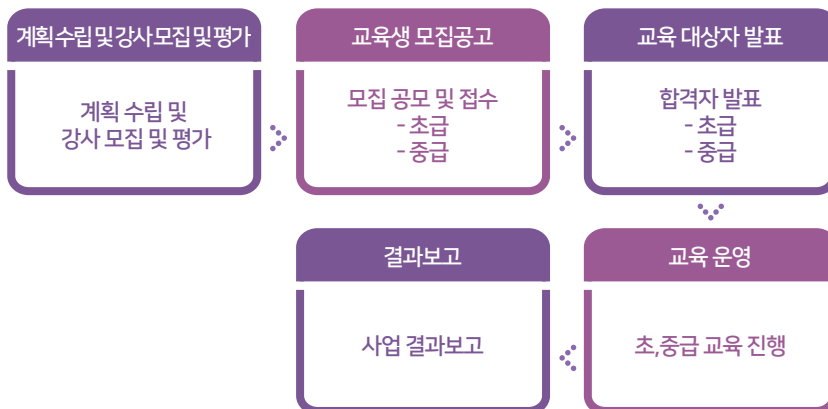 계획수립및강사모집및평가
계획 수립 및
강사 모집 및 평가
교육생 모집공고
모집 공모 및 접수
- 초급
- 중급
교육 대상자 발표
합격자 발표
- 초급
- 중급
교육 운영
초,중급 교육 진행
결과보고
사업 결과보고